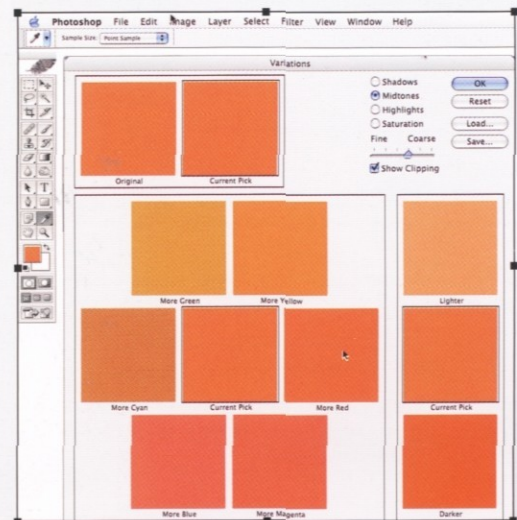 Photoshop File Edit Image Layer Select Filter View Window Help
Sample Size: Point Sample
Variations
Original
Current Pick
Shadows
Midtones
Highlights
Saturation
Fine Coarse
Show Clipping
OK
Reset
Load...
Save...
More Green
More Yellow
Lighter
More Cyan
Current Pick
More Red
Current Pick
More Blue
More Magenta
Darker